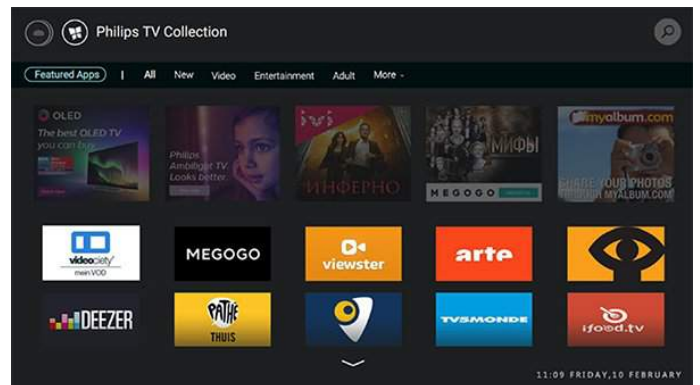 Philips TV Collection
Featured Apps | All New Video Entertainment Adult More
OLED
The best OLED TV
you can buy
Philips
Ambilight TV.
Looks better.
ИНФЕРНО
МИФЫ
MEGOGO
myalbum.com
SHARE YOUR PHOTOS
THROUGH MYALBUM.COM
videociety
mein VOD
MEGOGO
viewster
arte
DEEZER
PATHÉ
THUIS
TV5MONDE
ifood.tv
11:09 FRIDAY,10 FEBRUARY